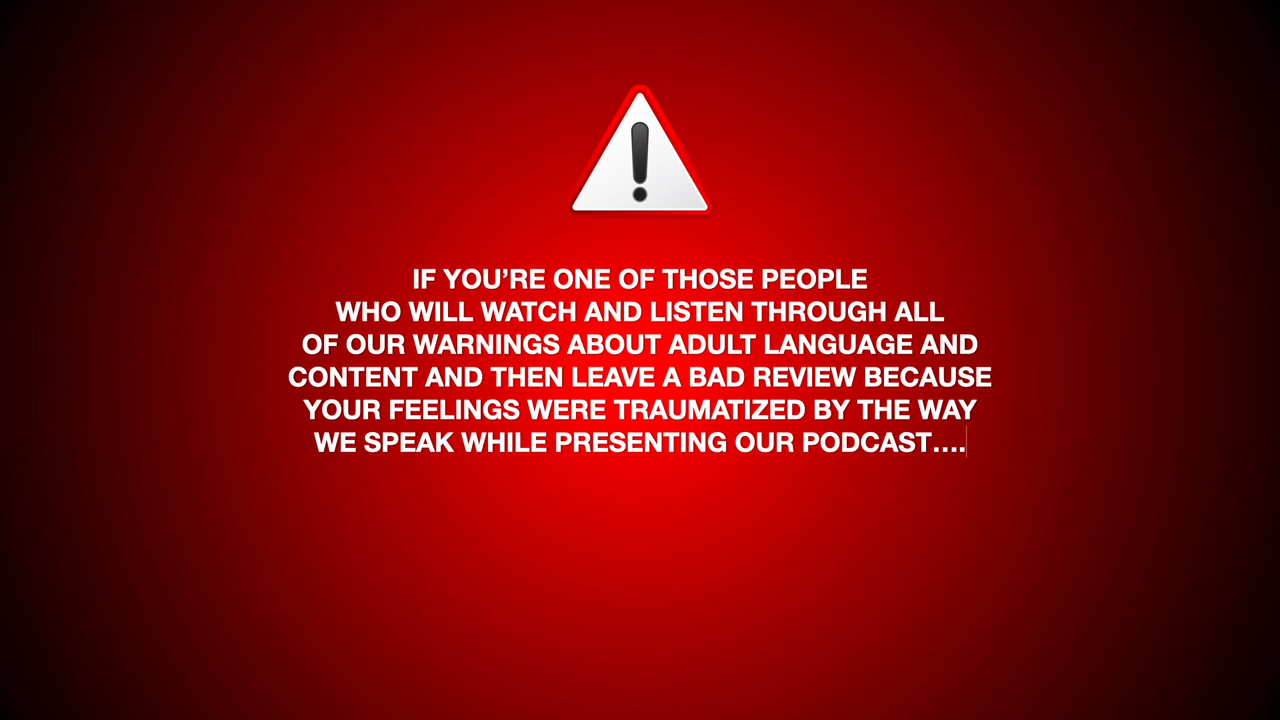 IF YOU’RE ONE OF THOSE PEOPLE
WHO WILL WATCH AND LISTEN THROUGH ALL
OF OUR WARNINGS ABOUT ADULT LANGUAGE AND
CONTENT AND THEN LEAVE A BAD REVIEW BECAUSE
YOUR FEELINGS WERE TRAUMATIZED BY THE WAY
WE SPEAK WHILE PRESENTING OUR PODCAST....